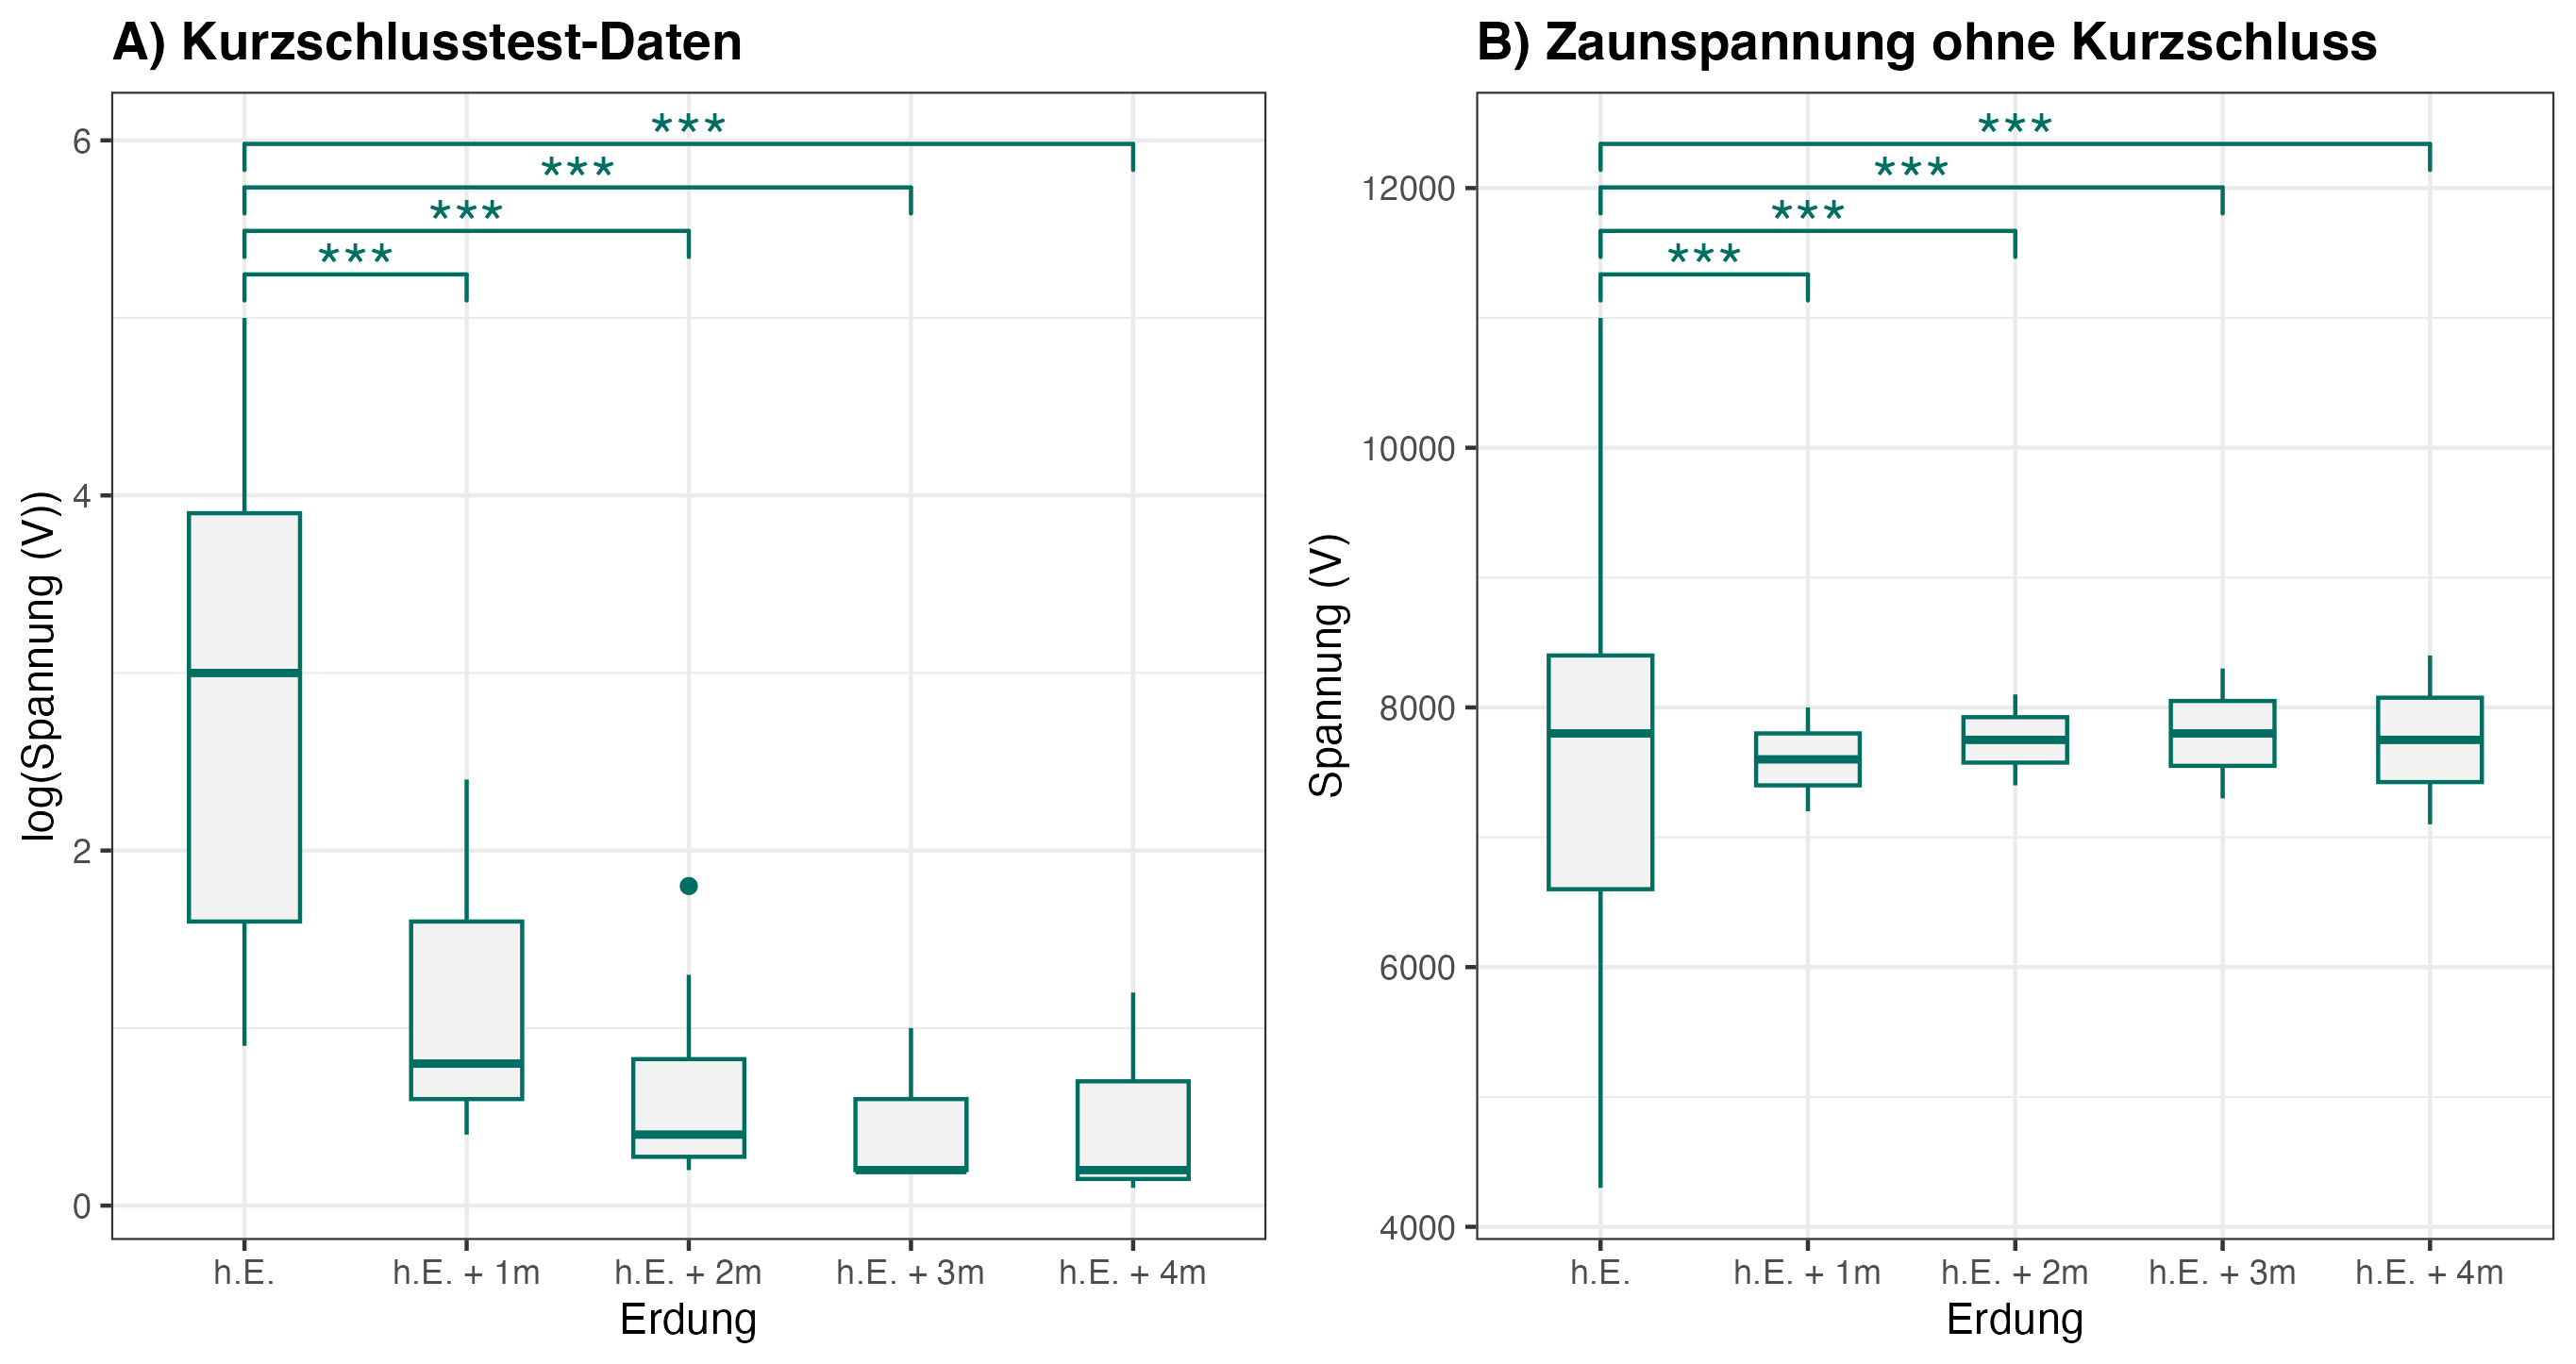 A) Kurzschlusstest-Daten
log(Spannung (V))
6
4
2
0
***
***
***
***
h.E.
h.E. + 1m
h.E. + 2m
h.E. + 3m
h.E. + 4m
Erdung
B) Zaunspannung ohne Kurzschluss
Spannung (V)
12000
10000
8000
6000
4000
***
***
***
***
h.E.
h.E. + 1m
h.E. + 2m
h.E. + 3m
h.E. + 4m
Erdung